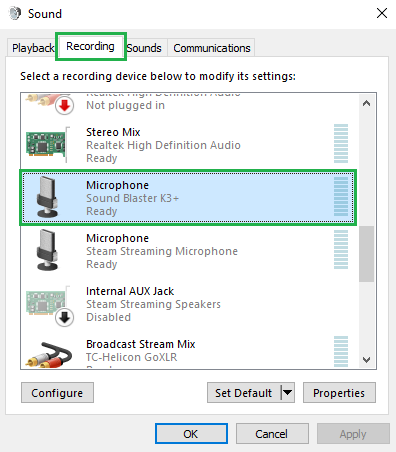 Sound
Playback Recording Sounds Communications
Select a recording device below to modify its settings:
Realtek High Definition Audio
Not plugged in
Stereo Mix
Realtek High Definition Audio
Ready
Microphone
Sound Blaster K3+
Ready
Microphone
Steam Streaming Microphone
Ready
Internal AUX Jack
Steam Streaming Speakers
Disabled
Broadcast Stream Mix
TC-Helicon GoXLR
Configure Set Default Properties
OK Cancel Apply